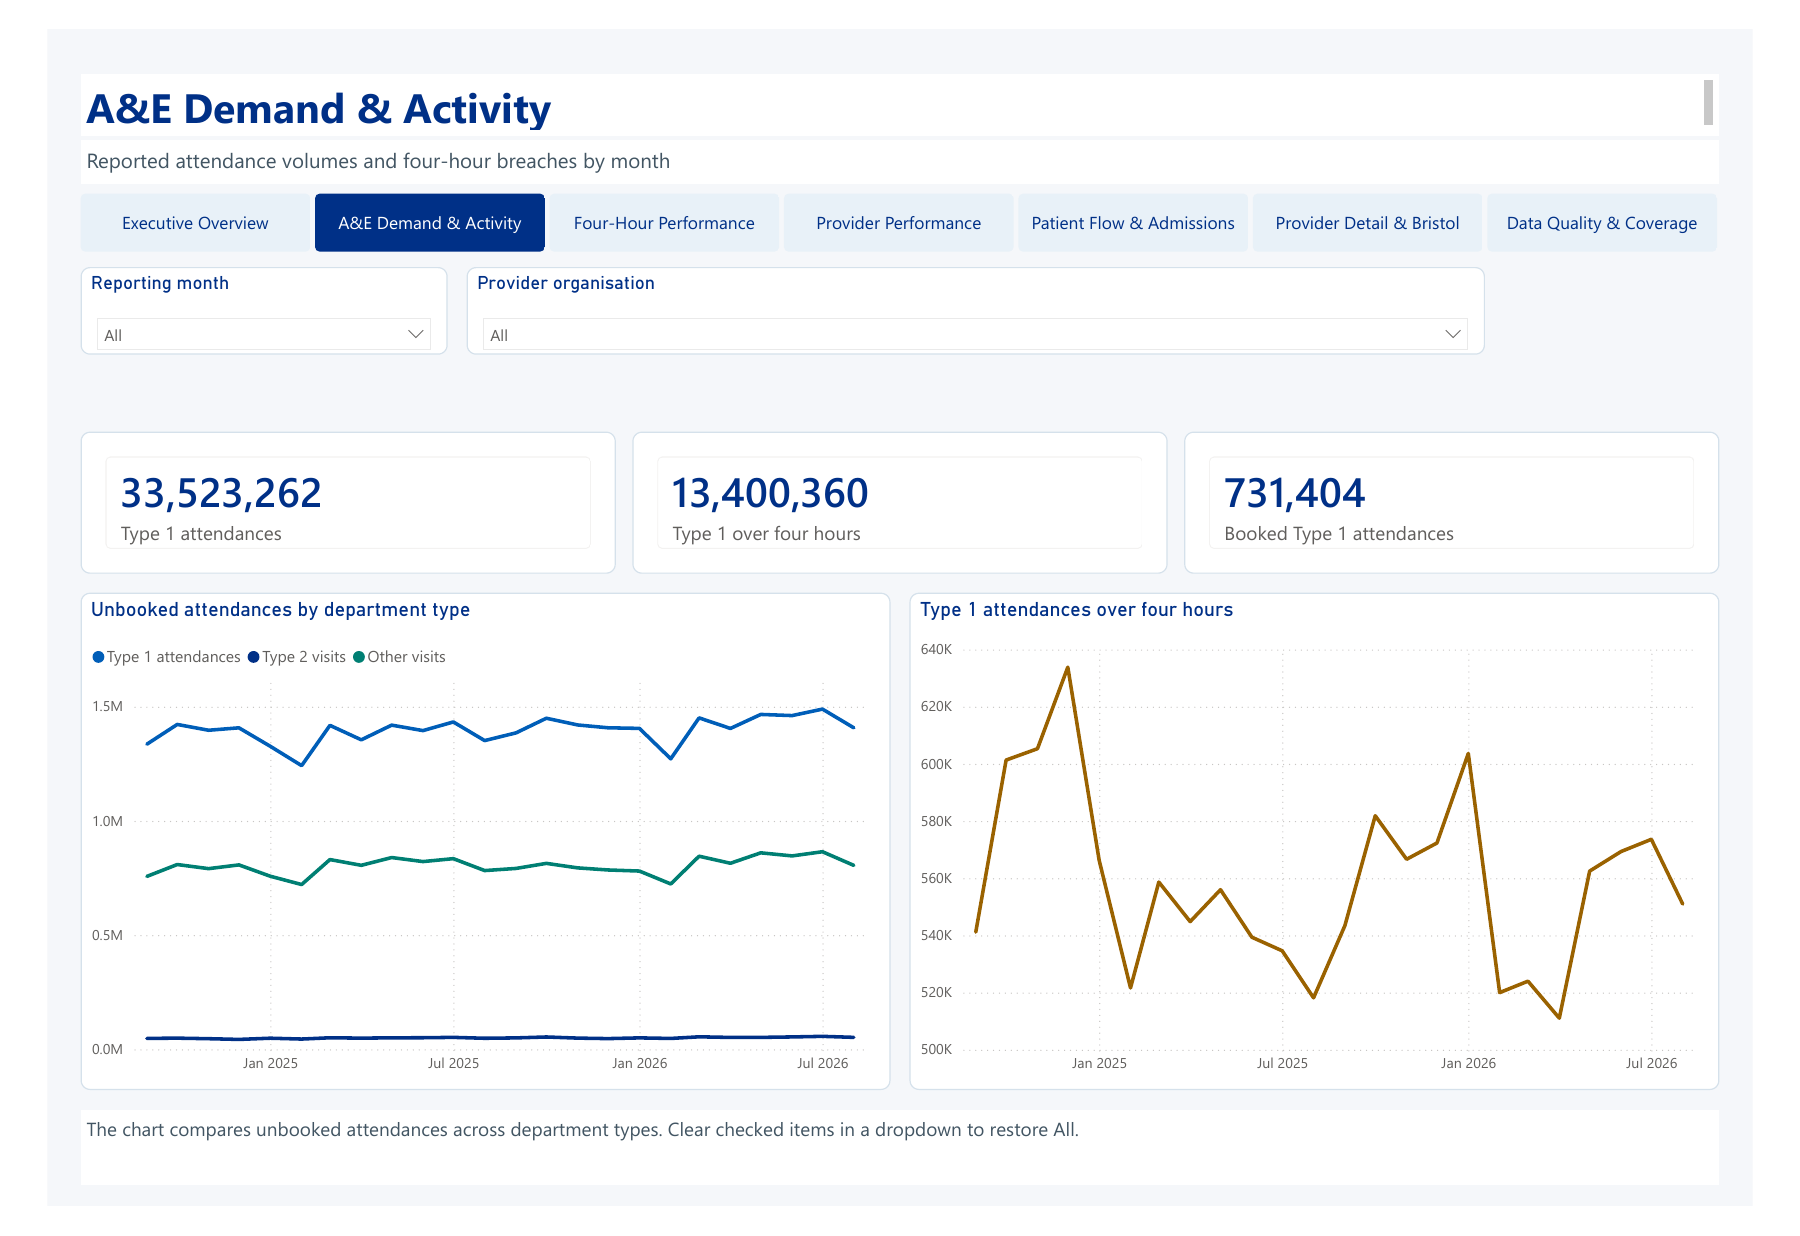 A&E Demand & Activity
Reported attendance volumes and four-hour breaches by month
Executive Overview
A&E Demand & Activity
Four-Hour Performance
Provider Performance
Patient Flow & Admissions
Provider Detail & Bristol
Data Quality & Coverage
Reporting month
All
Provider organisation
All
33,523,262
Type 1 attendances
13,400,360
Type 1 over four hours
731,404
Booked Type 1 attendances
Unbooked attendances by department type
Type 1 attendances Type 2 visits Other visits
1.5M
1.0M
0.5M
0.0M
Jan 2025 Jul 2025 Jan 2026 Jul 2026
Type 1 attendances over four hours
640K
620K
600K
580K
560K
540K
520K
500K
Jan 2025 Jul 2025 Jan 2026 Jul 2026
The chart compares unbooked attendances across department types. Clear checked items in a dropdown to restore All.